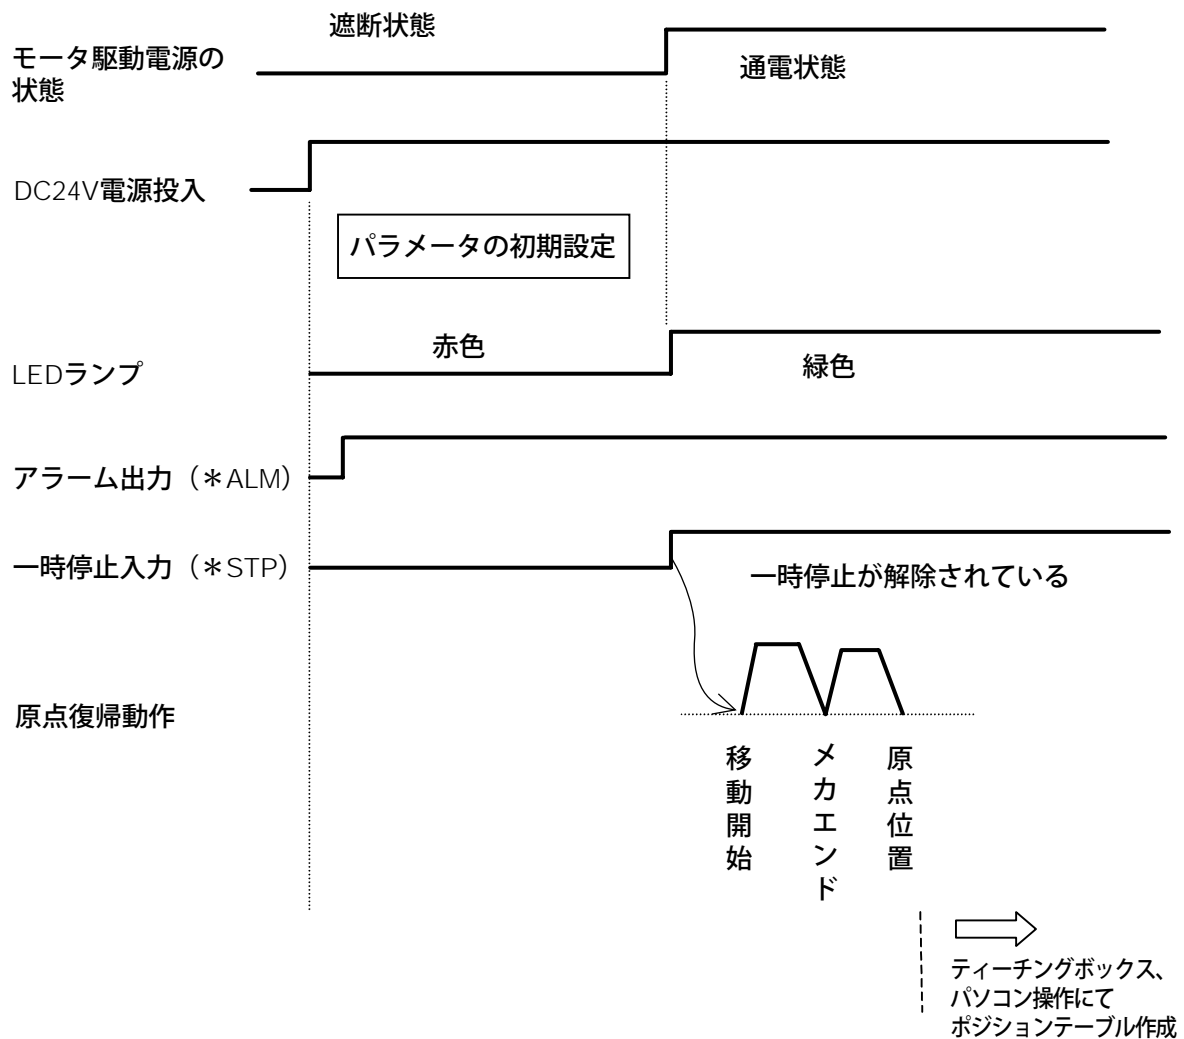 遮断状態
モータ駆動電源の
状態
通電状態
DC24V電源投入
パラメータの初期設定
赤色
LEDランプ
緑色
アラーム出力（＊ALM）
一時停止入力（＊STP）
一時停止が解除されている
原点復帰動作
移動開始
メカエンド
原点位置
ティーチングボックス、
パソコン操作にて
ポジションテーブル作成